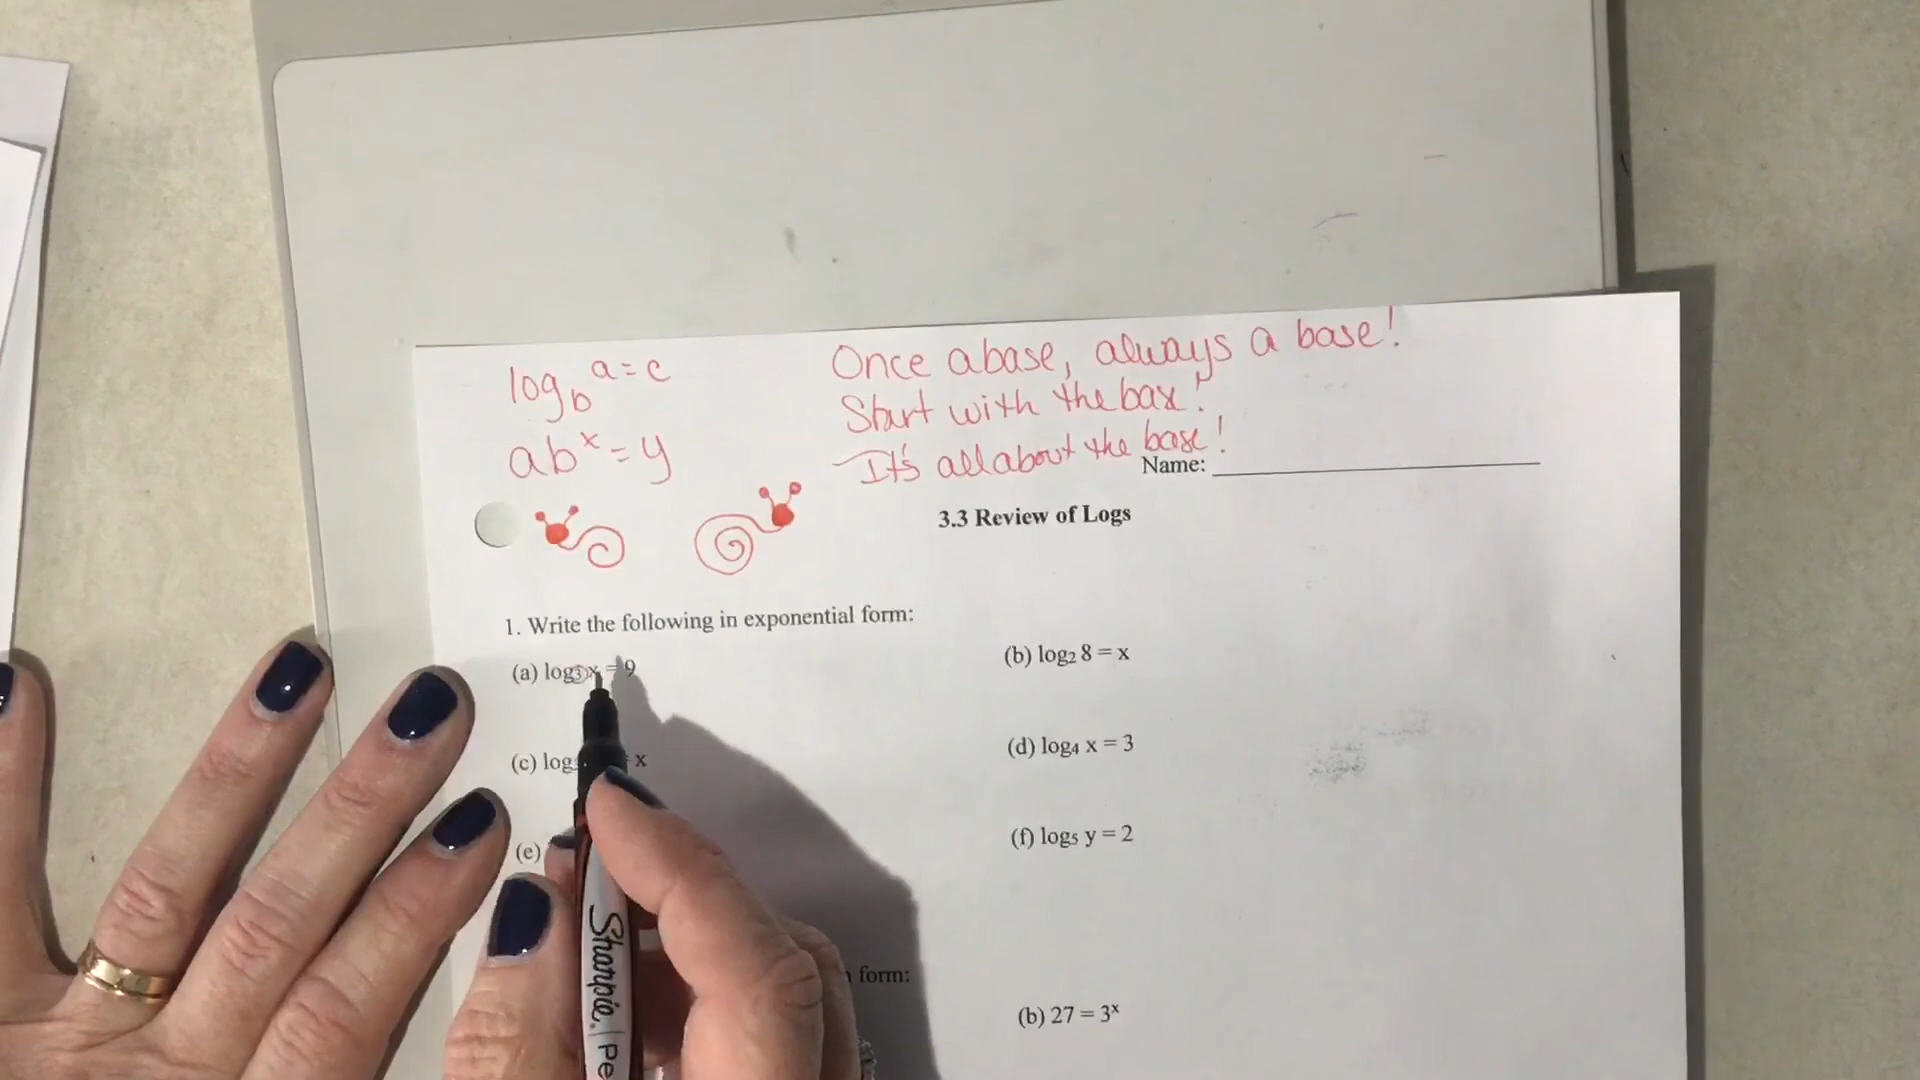 log_b a = c
ab^x = y
Once a base, always a base!
Start with the base!
It's all about the base!
Name:
3.3 Review of Logs
1. Write the following in exponential form:
(a) log₃ x = 9
(b) log₂ 8 = x
(c) log x
(d) log₄ x = 3
(e)
(f) log₅ y = 2
form:
(b) 27 = 3ˣ
Sharpie. | Pe